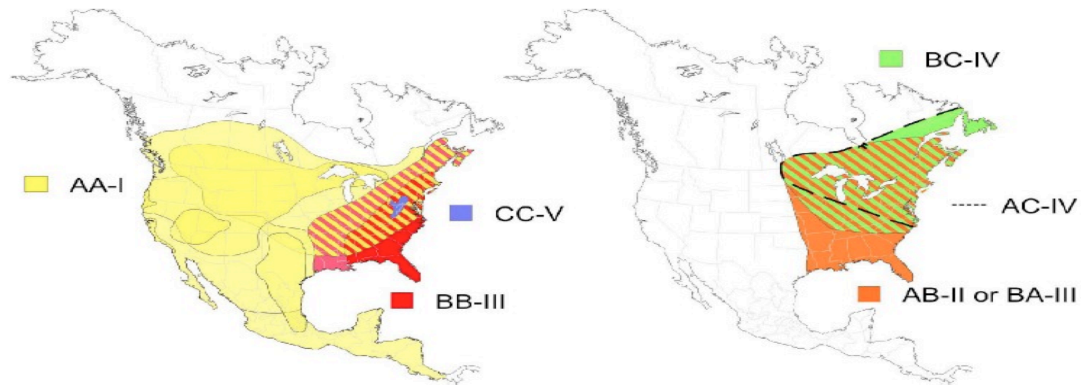 BC-IV
AA-I
CC-V
AC-IV
BB-III
AB-II or BA-III